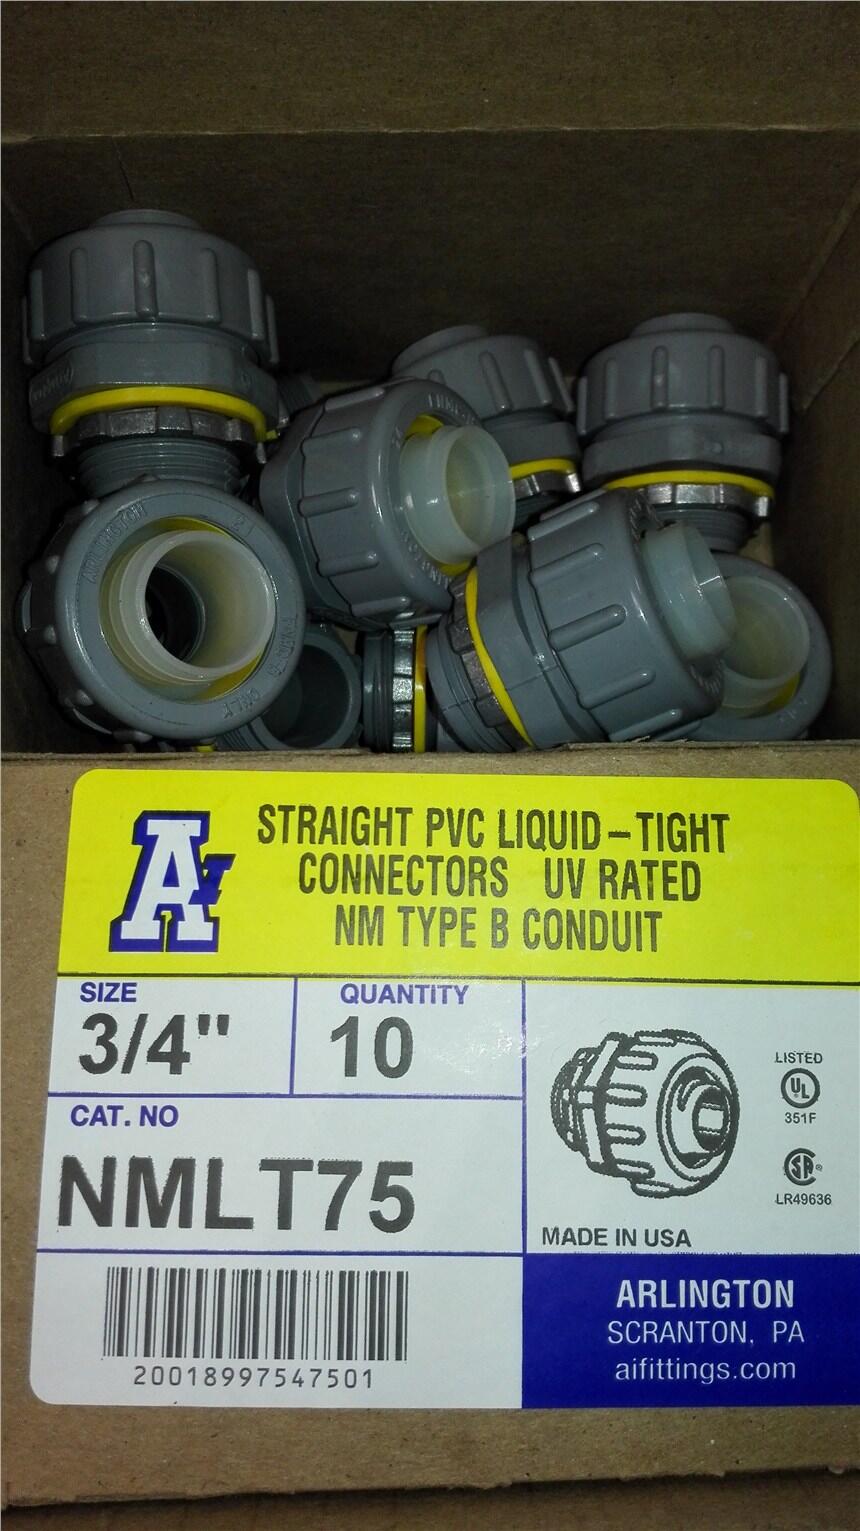 ARLINGTON
STRAIGHT PVC LIQUID-TIGHT
CONNECTORS UV RATED
NM TYPE B CONDUIT
SIZE
3/4"
QUANTITY
10
CAT. NO
NMLT75
LISTED
UL
351F
SA
LR49636
MADE IN USA
20018997547501
ARLINGTON
SCRANTON, PA
aifittings.com